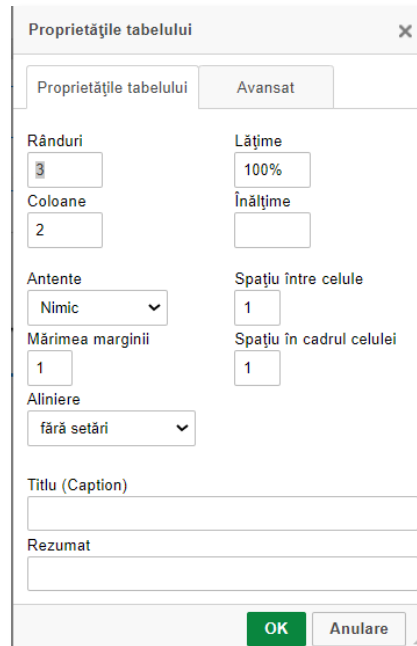 Proprietăţile tabelului
Proprietăţile tabelului Avansat
Rânduri Lăţime
3 100%
Coloane Înălţime
2
Antente Spaţiu între celule
Nimic 1
Mărimea marginii Spaţiu în cadrul celulei
1 1
Aliniere
fără setări
Titlu (Caption)
Rezumat
OK Anulare